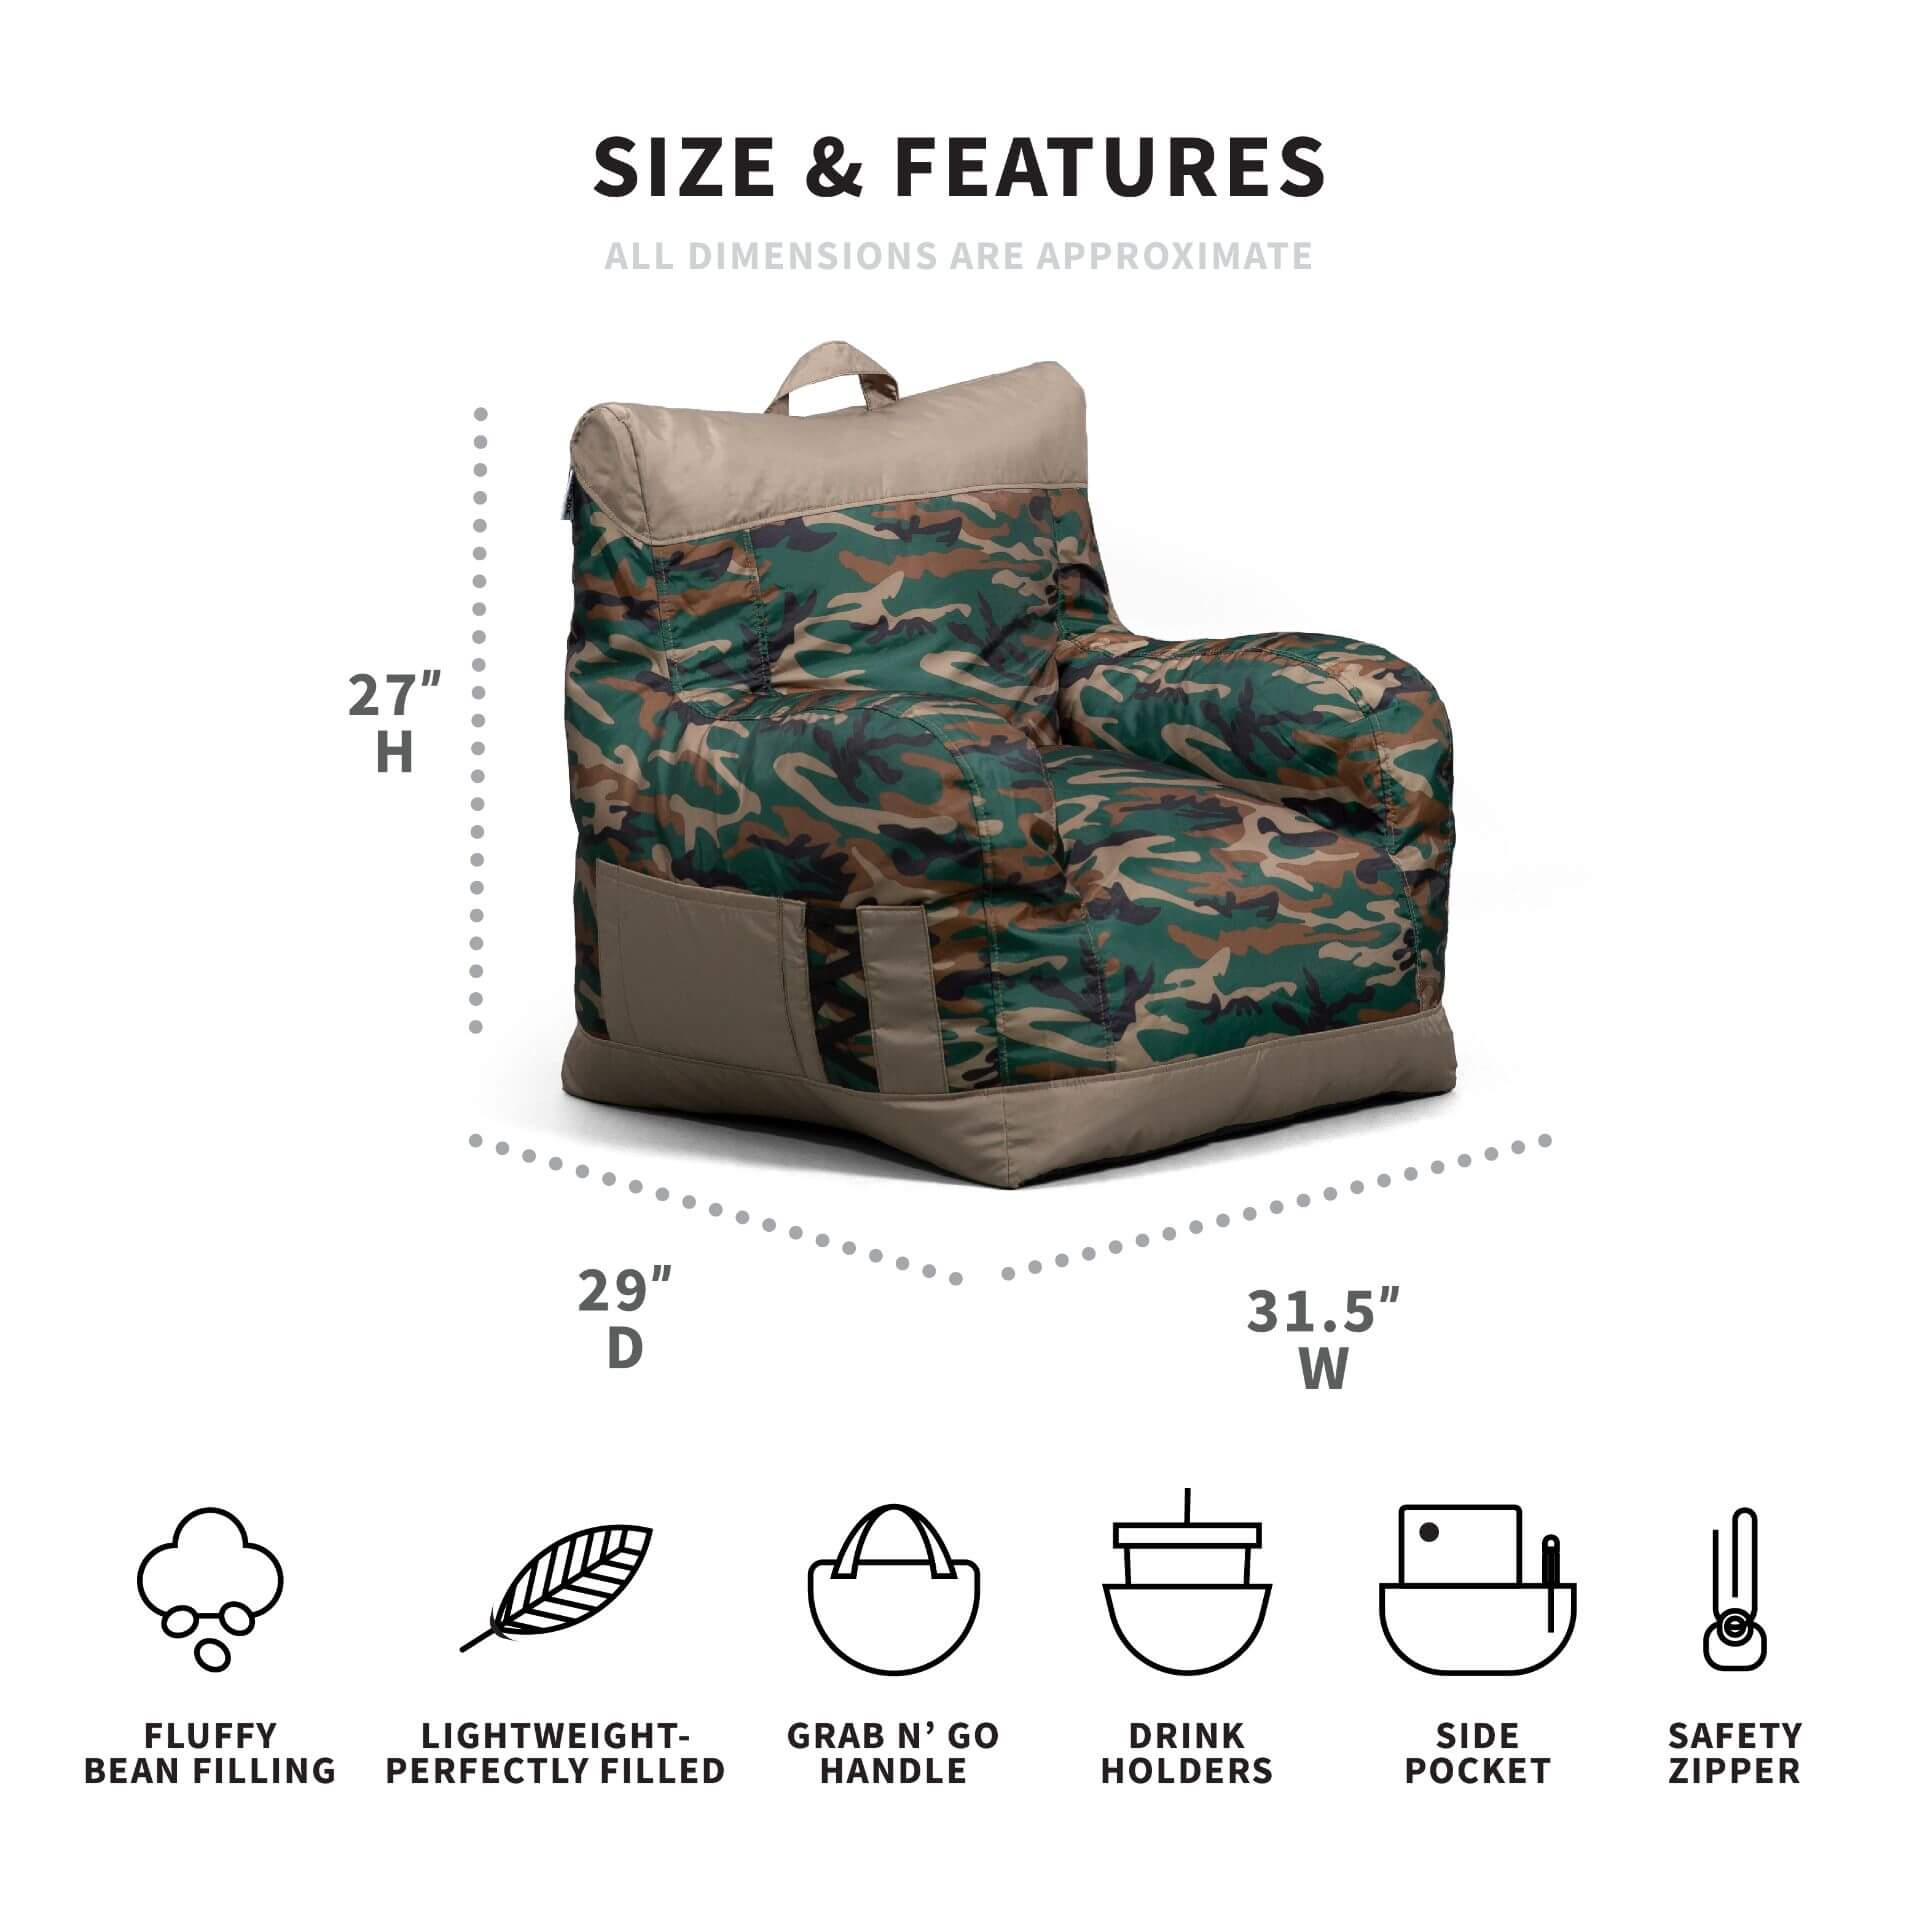 SIZE & FEATURES
ALL DIMENSIONS ARE APPROXIMATE
27"
H
29"
D
31.5"
W
FLUFFY
BEAN FILLING
LIGHTWEIGHT-
PERFECTLY FILLED
GRAB N’ GO
HANDLE
DRINK
HOLDERS
SIDE
POCKET
SAFETY
ZIPPER